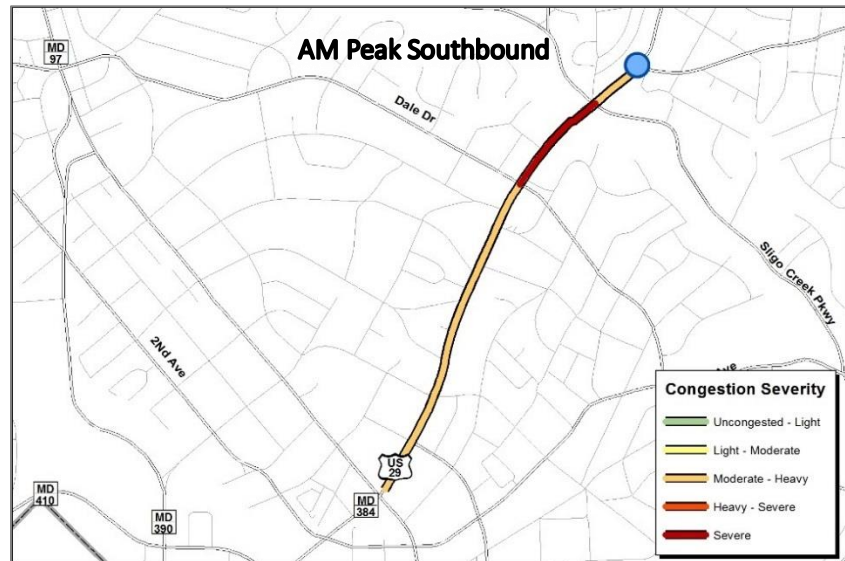 AM Peak Southbound
MD
97
Dale Dr
Sligo Creek Pkwy
2Nd Ave
Ave
US
29
MD
384
MD
410
MD
390
Congestion Severity
Uncongested - Light
Light - Moderate
Moderate - Heavy
Heavy - Severe
Severe